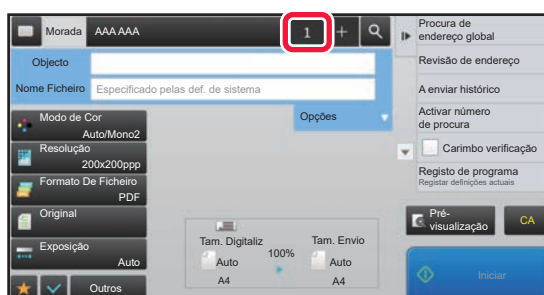 Morada AAA AAA 1
Objecto
Nome Ficheiro Especificado pelas def. de sistema
Opções
Modo de Cor
Auto/Mono2
Resolução
200x200ppp
Formato De Ficheiro
PDF
Original
Exposição
Auto
Outros
Tam. Digitaliz
100%
Tam. Envio
Auto
Auto
A4
A4
Procura de
endereço global
Revisão de endereço
A enviar histórico
Activar número
de procura
Carimbo verificação
Registo de programa
Registar definições actuais
Pré-
visualização
CA
Iniciar